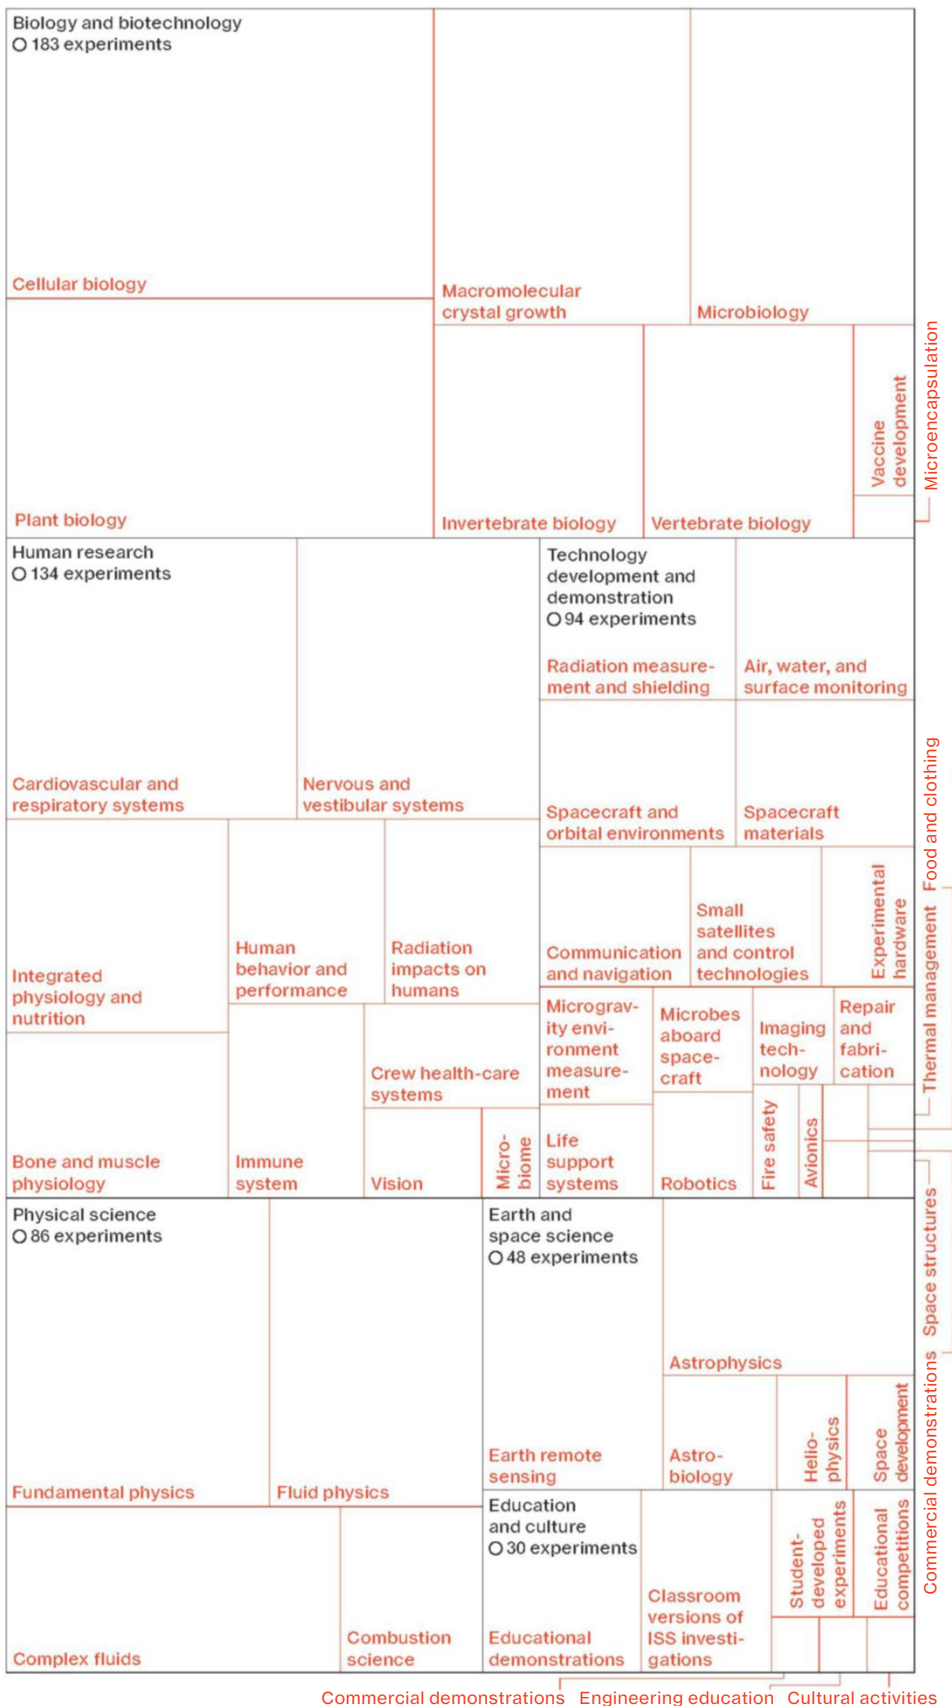 Biology and biotechnology
183 experiments
Cellular biology
Macromolecular
crystal growth
Microbiology
Plant biology
Invertebrate biology
Vertebrate biology
Vaccine
development
Microencapsulation
Human research
134 experiments
Cardiovascular and
respiratory systems
Nervous and
vestibular systems
Integrated
physiology and
nutrition
Human
behavior and
performance
Radiation
impacts on
humans
Bone and muscle
physiology
Immune
system
Crew health-care
systems
Vision
Micro-
biome
Technology
development and
demonstration
94 experiments
Radiation measure-
ment and shielding
Air, water, and
surface monitoring
Spacecraft and
orbital environments
Spacecraft
materials
Communication
and navigation
Small
satellites
and control
technologies
Experimental
hardware
Microgravi-
ity envi-
ronment
measure-
ment
Microbes
aboard
space-
craft
Imaging
tech-
nology
Repair
and
fabri-
cation
Life
support
systems
Robotics
Fire safety
Avionics
Food and clothing
Thermal management
Space structures
Commercial demonstrations
Physical science
86 experiments
Fundamental physics
Fluid physics
Complex fluids
Combustion
science
Earth and
space science
48 experiments
Earth remote
sensing
Astrophysics
Astro-
biology
Helio-
physics
Space
development
Education
and culture
30 experiments
Educational
demonstrations
Classroom
versions of
ISS investi-
gations
Student-
developed
experiments
Educational
competitions
Commercial demonstrations
Engineering education
Cultural activities